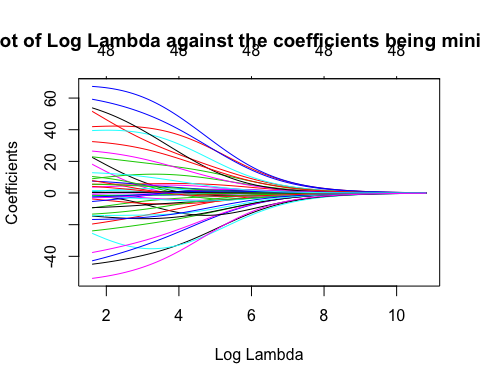 ot of Log Lambda against the coefficients being mini
48 48 48 48 48
Coefficients
60
40
20
0
-40
2 4 6 8 10
Log Lambda